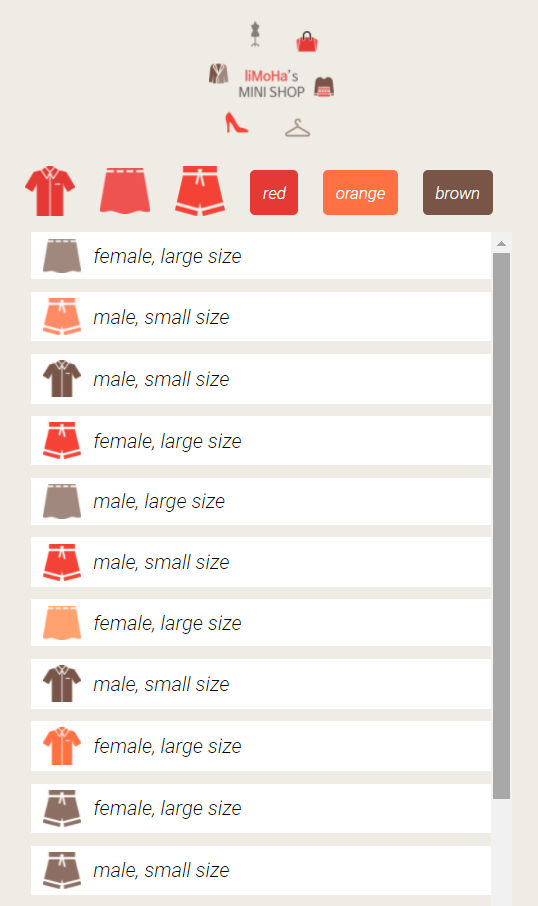 liMoHa's
MINI SHOP
red
orange
brown
female, large size
male, small size
male, small size
female, large size
male, large size
male, small size
female, large size
male, small size
female, large size
female, large size
male, small size